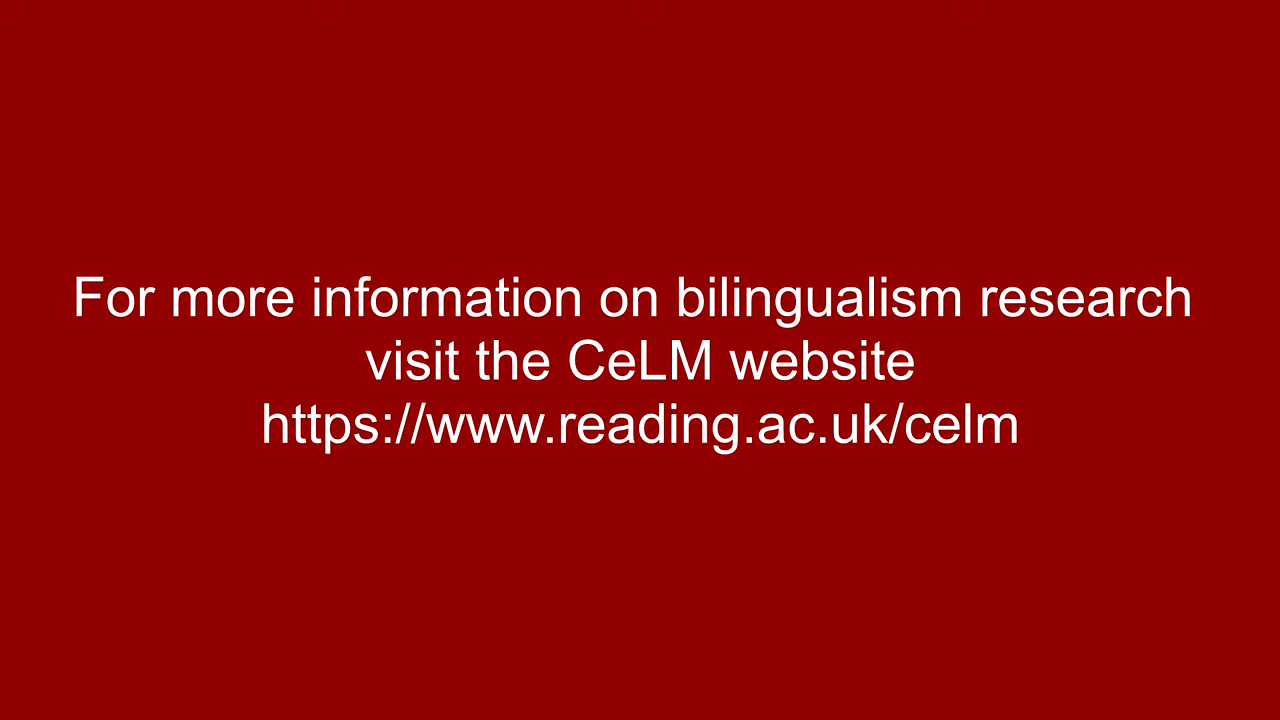 For more information on bilingualism research
visit the CeLM website
https://www.reading.ac.uk/celm